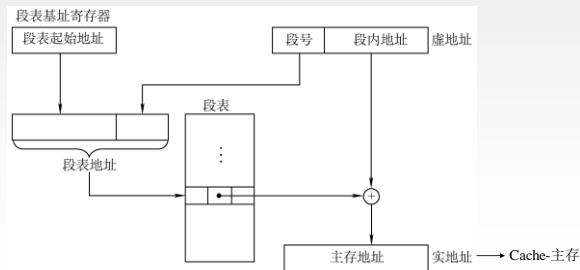 段表基址寄存器
段表起始地址
段号
段内地址
虚地址
段表
⋮
段表地址
主存地址
实地址
Cache-主存